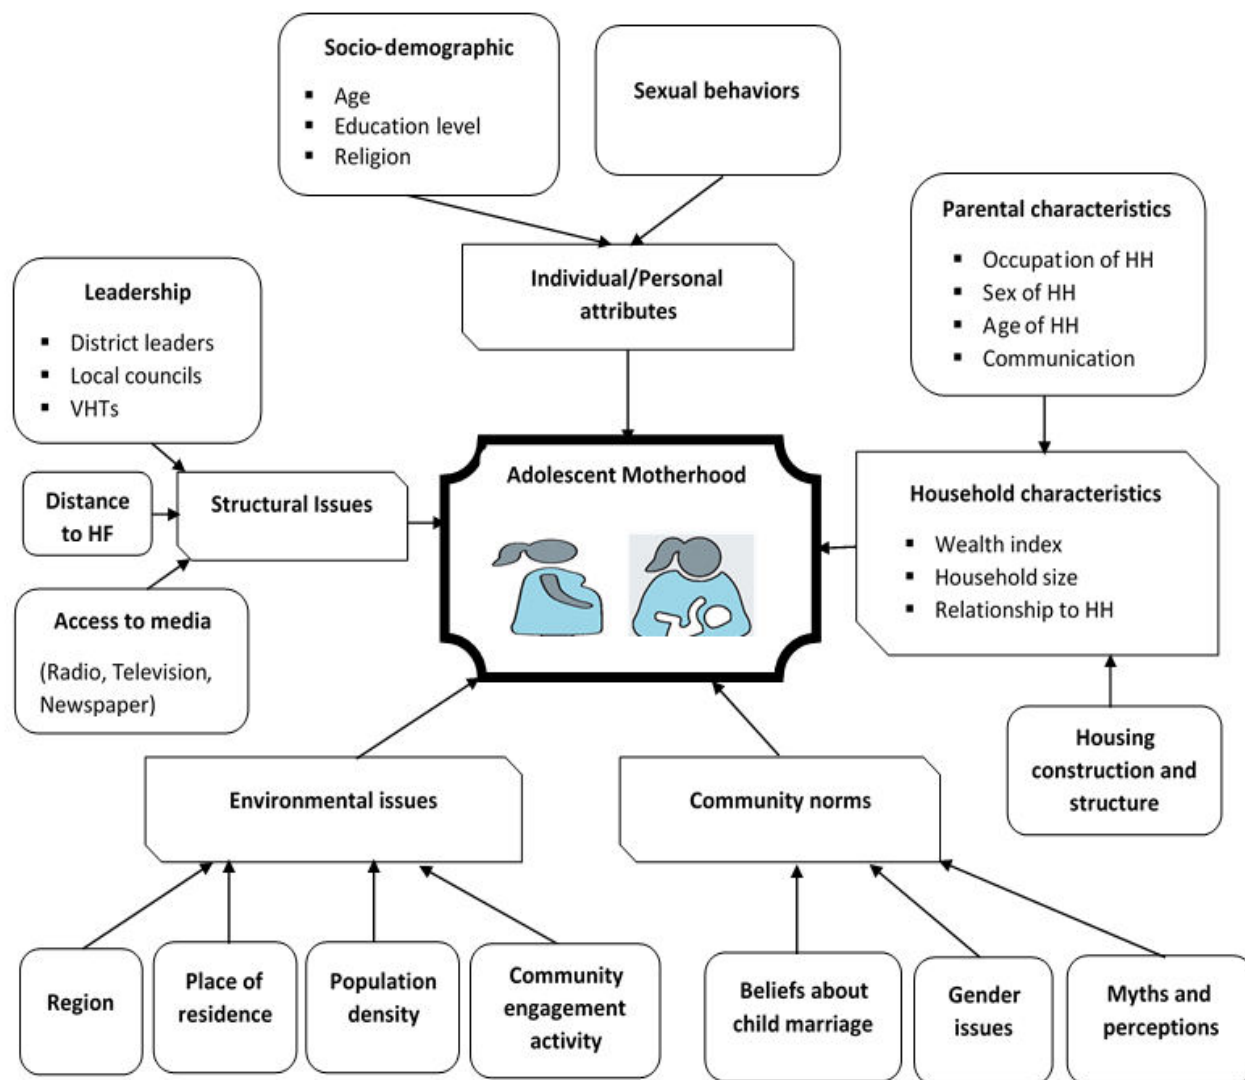 Socio-demographic
▪ Age
▪ Education level
▪ Religion
Sexual behaviors
Parental characteristics
▪ Occupation of HH
▪ Sex of HH
▪ Age of HH
▪ Communication
Individual/Personal
attributes
Leadership
▪ District leaders
▪ Local councils
▪ VHTs
Distance
to HF
Structural Issues
Access to media
(Radio, Television,
Newspaper)
Adolescent Motherhood
Household characteristics
▪ Wealth index
▪ Household size
▪ Relationship to HH
Housing
construction and
structure
Environmental issues
Community norms
Region
Place of
residence
Population
density
Community
engagement
activity
Beliefs about
child marriage
Gender
issues
Myths and
perceptions